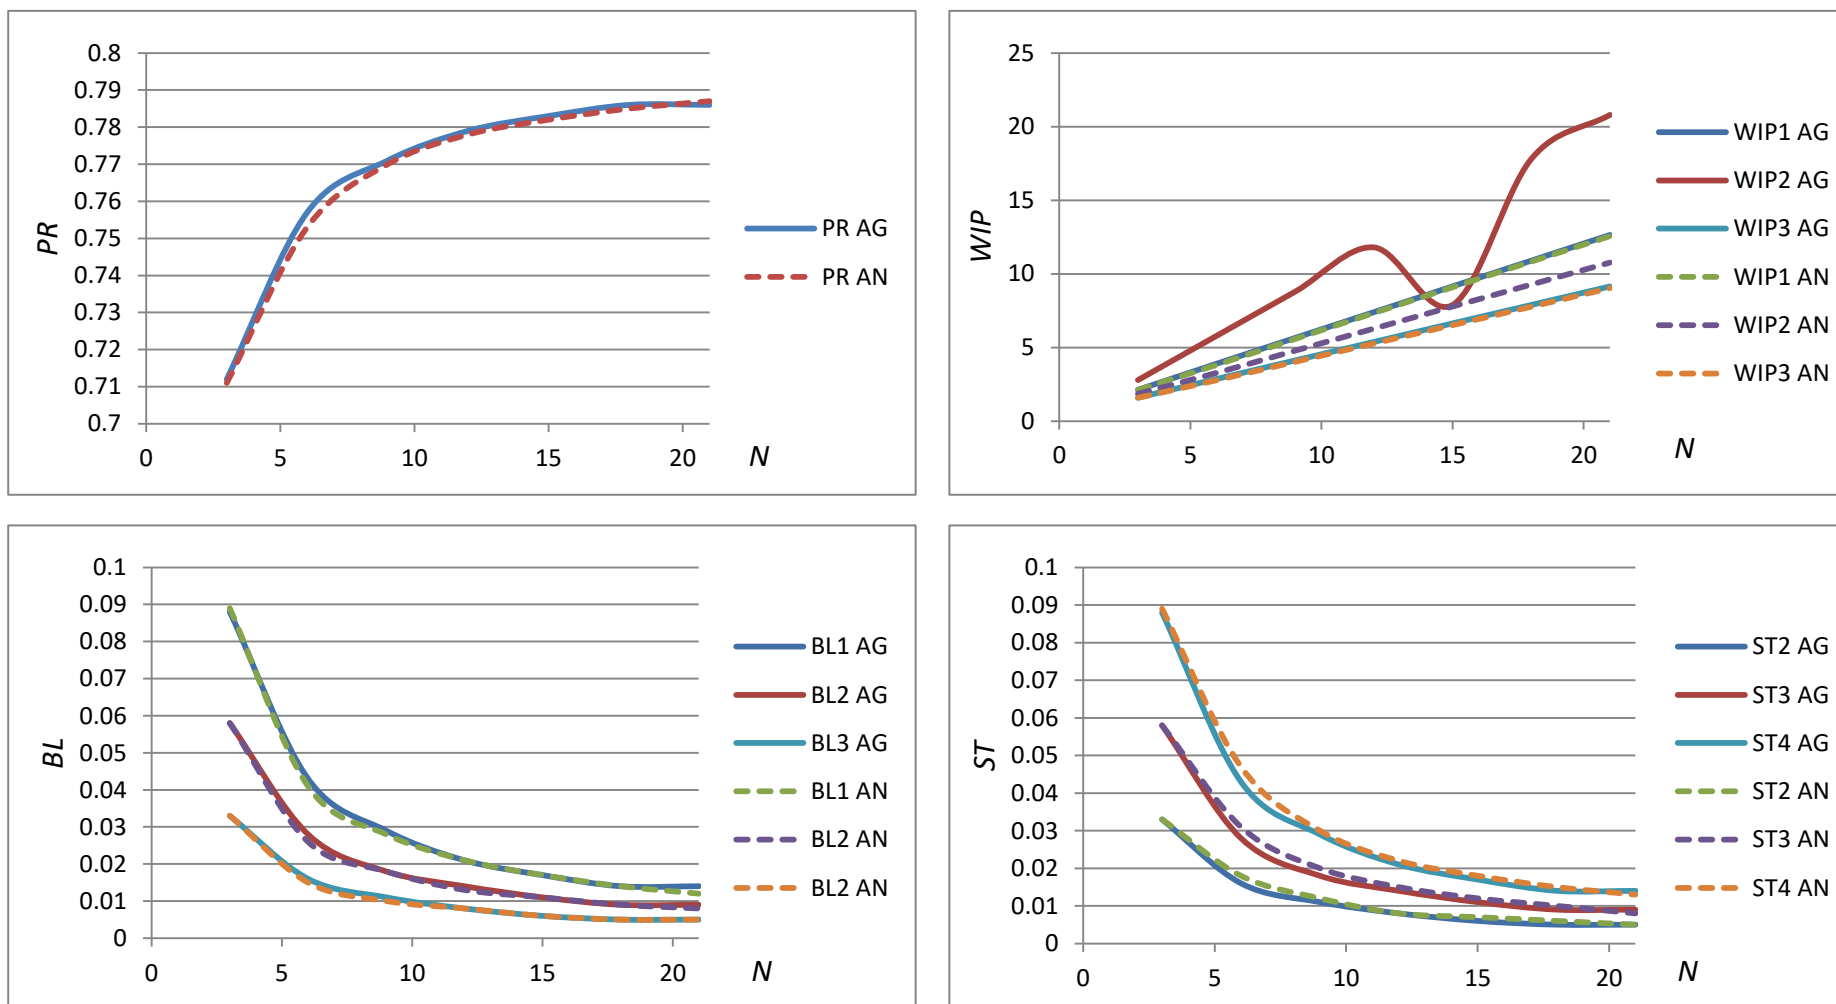 0.8
0.79
0.78
0.77
0.76
0.75
0.74
0.73
0.72
0.71
0.7
PR
0 5 10 15 20 N
PR AG
PR AN
25
20
15
10
5
0
WIP
0 5 10 15 20 N
WIP1 AG
WIP2 AG
WIP3 AG
WIP1 AN
WIP2 AN
WIP3 AN
0.1
0.09
0.08
0.07
0.06
0.05
0.04
0.03
0.02
0.01
0
BL
0 5 10 15 20 N
BL1 AG
BL2 AG
BL3 AG
BL1 AN
BL2 AN
BL2 AN
0.1
0.09
0.08
0.07
0.06
0.05
0.04
0.03
0.02
0.01
0
ST
0 5 10 15 20 N
ST2 AG
ST3 AG
ST4 AG
ST2 AN
ST3 AN
ST4 AN